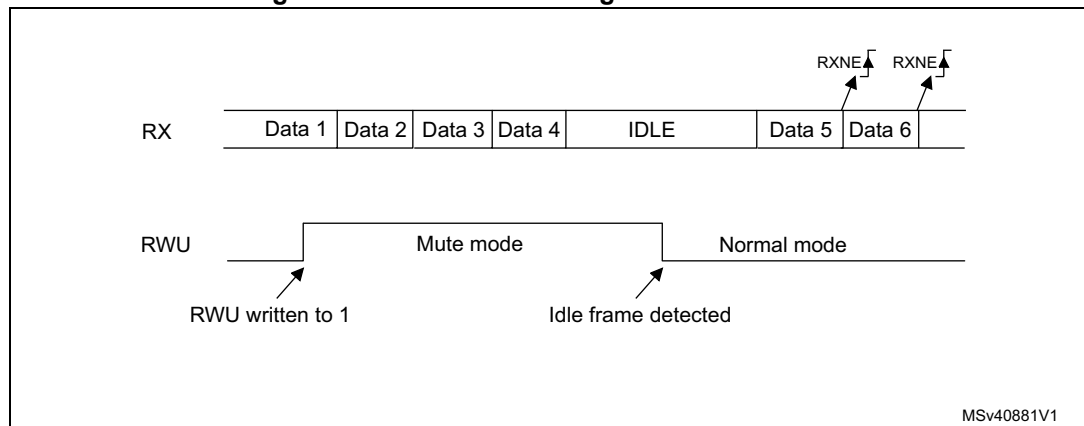 RXNE RXNE
RX Data 1 Data 2 Data 3 Data 4 IDLE Data 5 Data 6
RWU Mute mode Normal mode
RWU written to 1 Idle frame detected
MSv40881V1